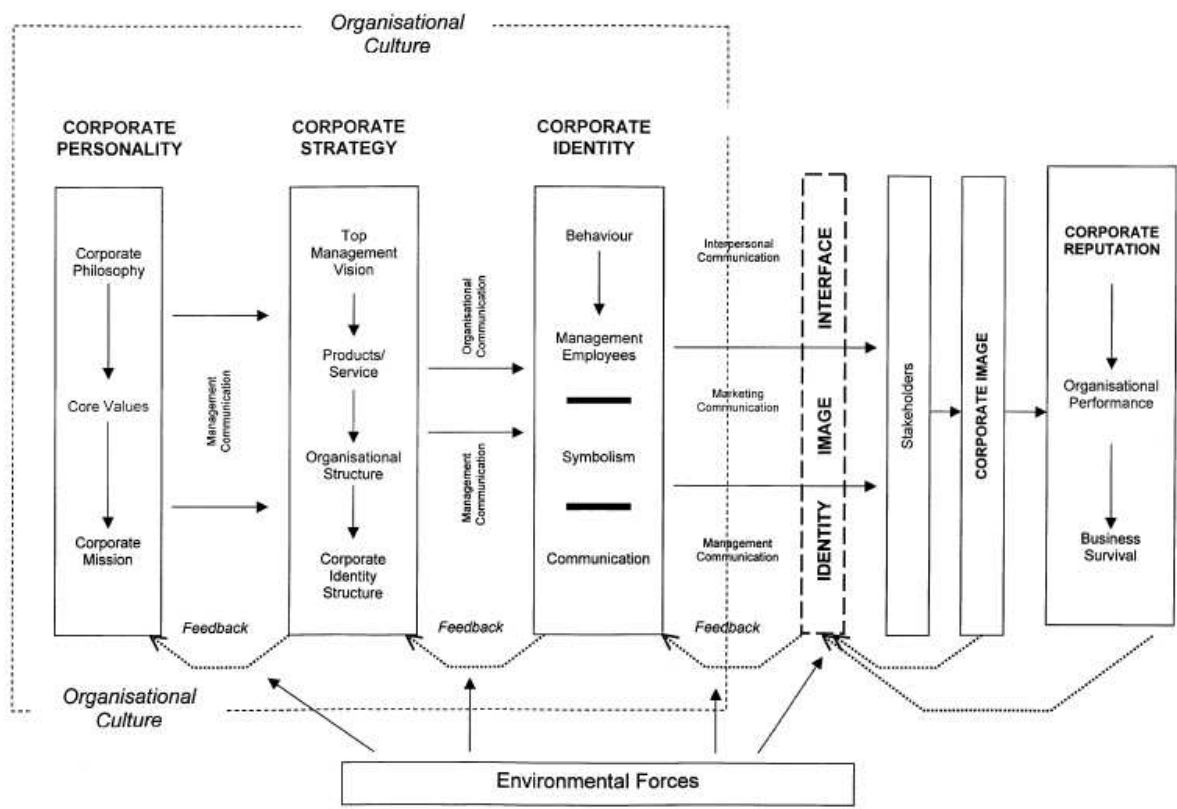 Organisational
Culture
CORPORATE
PERSONALITY
CORPORATE
STRATEGY
CORPORATE
IDENTITY
Corporate
Philosophy
Core Values
Corporate
Mission
Management
Communication
Top
Management
Vision
Products/
Service
Organisational
Structure
Corporate
Identity
Structure
Organisational
Communication
Management
Communication
Behaviour
Management
Employees
Symbolism
Communication
Interpersonal
Communication
Marketing
Communication
Management
Communication
IDENTITY IMAGE INTERFACE
Stakeholders
CORPORATE IMAGE
CORPORATE
REPUTATION
Organisational
Performance
Business
Survival
Feedback
Feedback
Feedback
Organisational
Culture
Environmental Forces